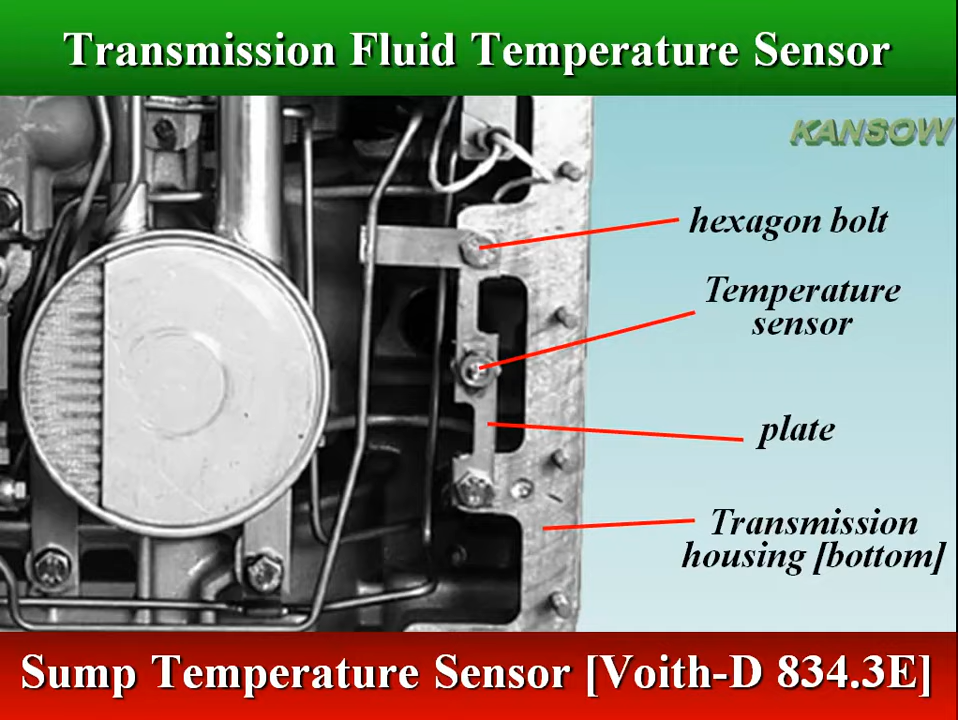 Transmission Fluid Temperature Sensor
KANSOW
hexagon bolt
Temperature
sensor
plate
Transmission
housing [bottom]
Sump Temperature Sensor [Voith-D 834.3E]